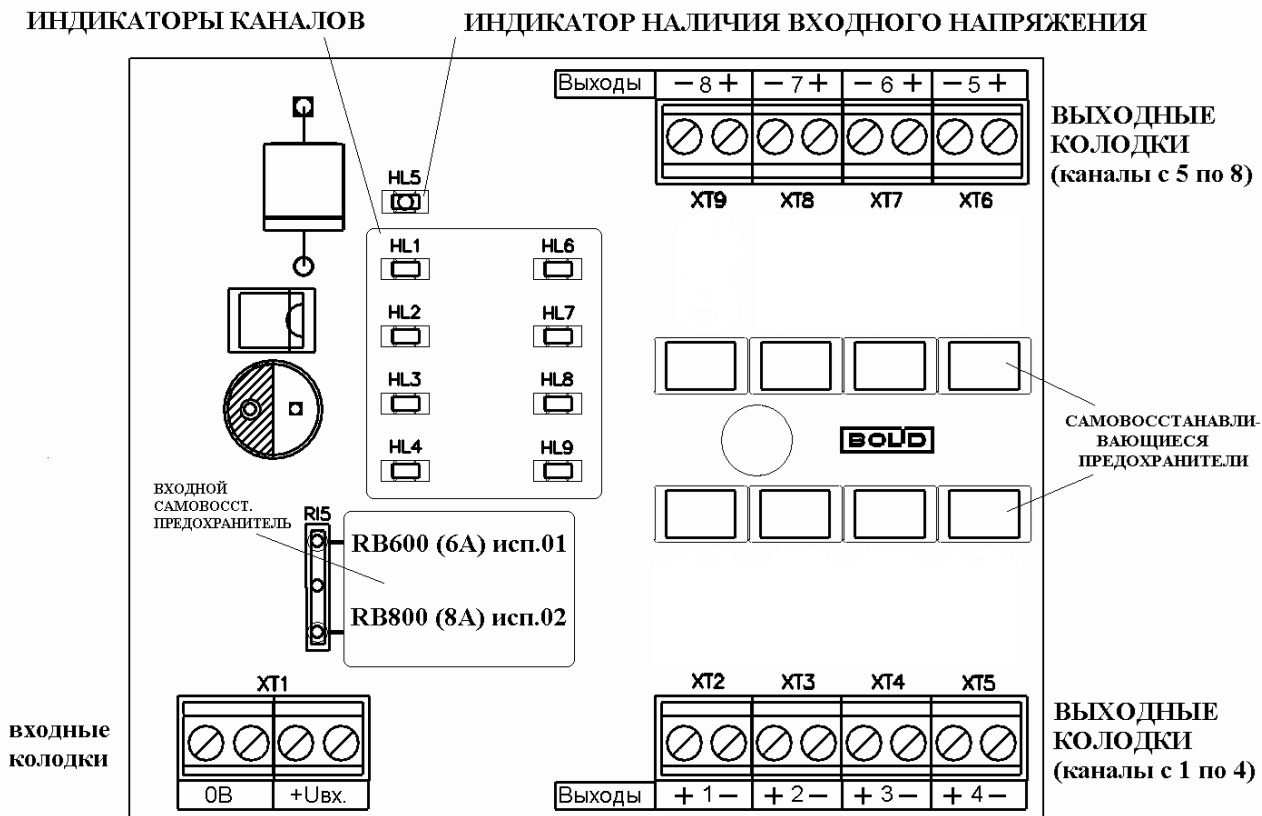 ИНДИКАТОРЫ КАНАЛОВ
ИНДИКАТОР НАЛИЧИЯ ВХОДНОГО НАПРЯЖЕНИЯ
Выходы − 8 + − 7 + − 6 + − 5 +
ВЫХОДНЫЕ
КОЛОДКИ
(каналы с 5 по 8)
XT9 XT8 XT7 XT6
HL5
HL1 HL6
HL2 HL7
HL3 HL8
HL4 HL9
BOLID
САМОВОССТАНАВЛИ-
ВАЮЩИЕСЯ
ПРЕДОХРАНИТЕЛИ
ВХОДНОЙ
САМОВОССТ.
ПРЕДОХРАНИТЕЛЬ
RI5
RB600 (6А) исп.01
RB800 (8А) исп.02
XT1
входные
колодки
0В +Uвх.
XT2 XT3 XT4 XT5
ВЫХОДНЫЕ
КОЛОДКИ
(каналы с 1 по 4)
Выходы + 1 − + 2 − + 3 − + 4 −